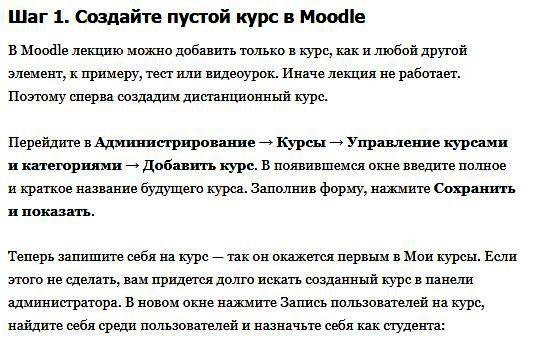 Шаг 1. Создайте пустой курс в Moodle
В Moodle лекцию можно добавить только в курс, как и любой другой
элемент, к примеру, тест или видеоурок. Иначе лекция не работает.
Поэтому сперва создадим дистанционный курс.
Перейдите в Администрирование → Курсы → Управление курсами
и категориями → Добавить курс. В появившемся окне введите полное
и краткое название будущего курса. Заполнив форму, нажмите Сохранить
и показать.
Теперь запишите себя на курс — так он окажется первым в Мои курсы. Если
этого не сделать, вам придется долго искать созданный курс в панели
администратора. В новом окне нажмите Запись пользователей на курс,
найдите себя среди пользователей и назначьте себя как студента: